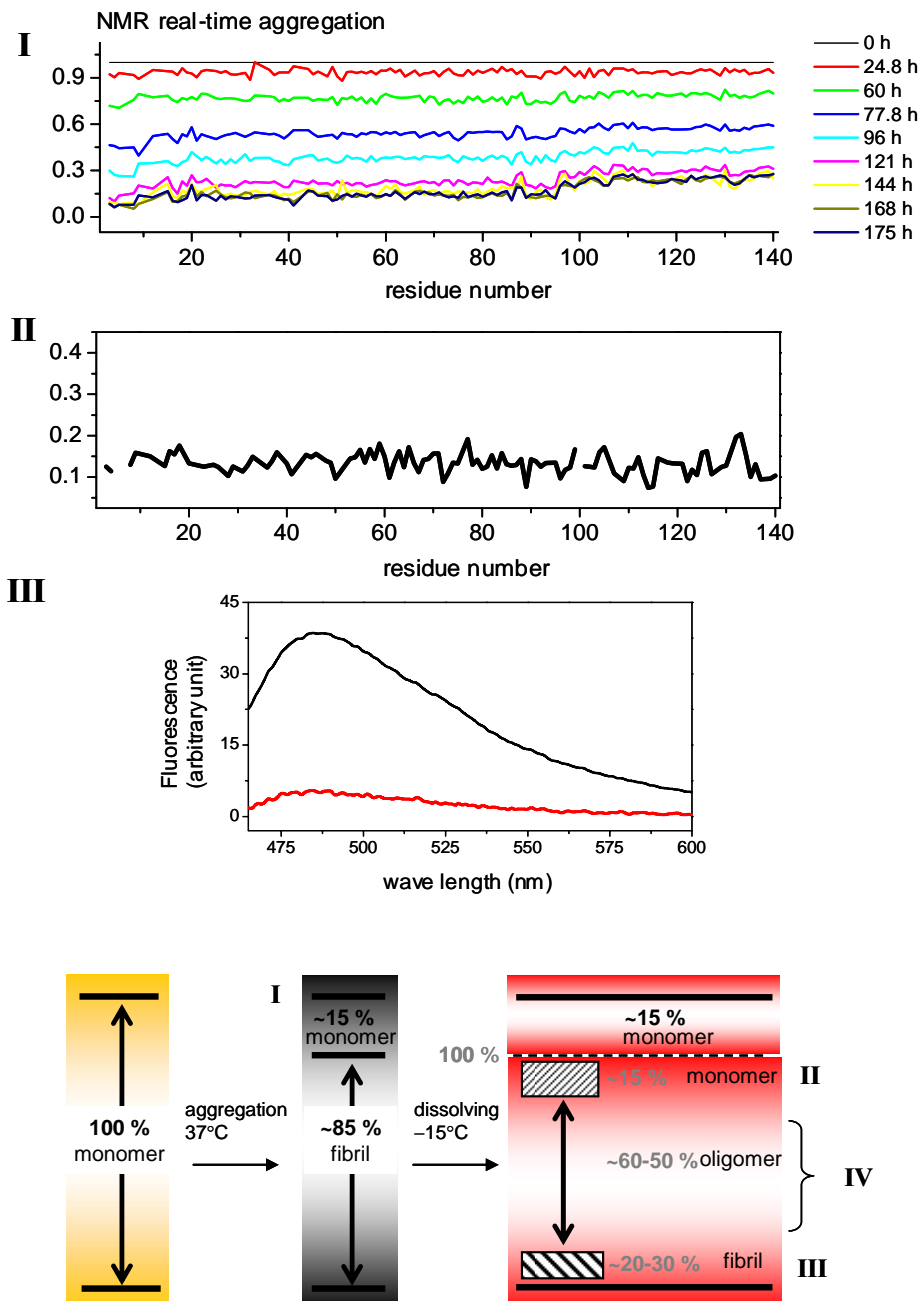 NMR real-time aggregation
I
0.9
0.6
0.3
0.0
20 40 60 80 100 120 140
residue number
0 h
24.8 h
60 h
77.8 h
96 h
121 h
144 h
168 h
175 h
II
0.4
0.3
0.2
0.1
20 40 60 80 100 120 140
residue number
III
45
30
15
0
Fluorescence
(arbitrary unit)
475 500 525 550 575 600
wave length (nm)
100 %
monomer
aggregation
37°C
I
~15 %
monomer
~85 %
fibril
dissolving
–15°C
100 %
~15 %
monomer
~15 % monomer
II
~60-50 % oligomer
IV
~20-30 % fibril
III